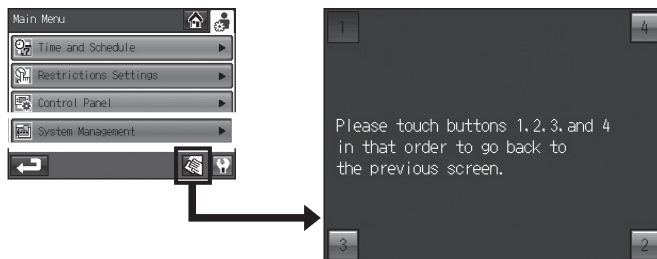 Main Menu
Time and Schedule
Restrictions Settings
Control Panel
System Management
1
4
Please touch buttons 1,2,3,and 4
in that order to go back to
the previous screen.
3
2